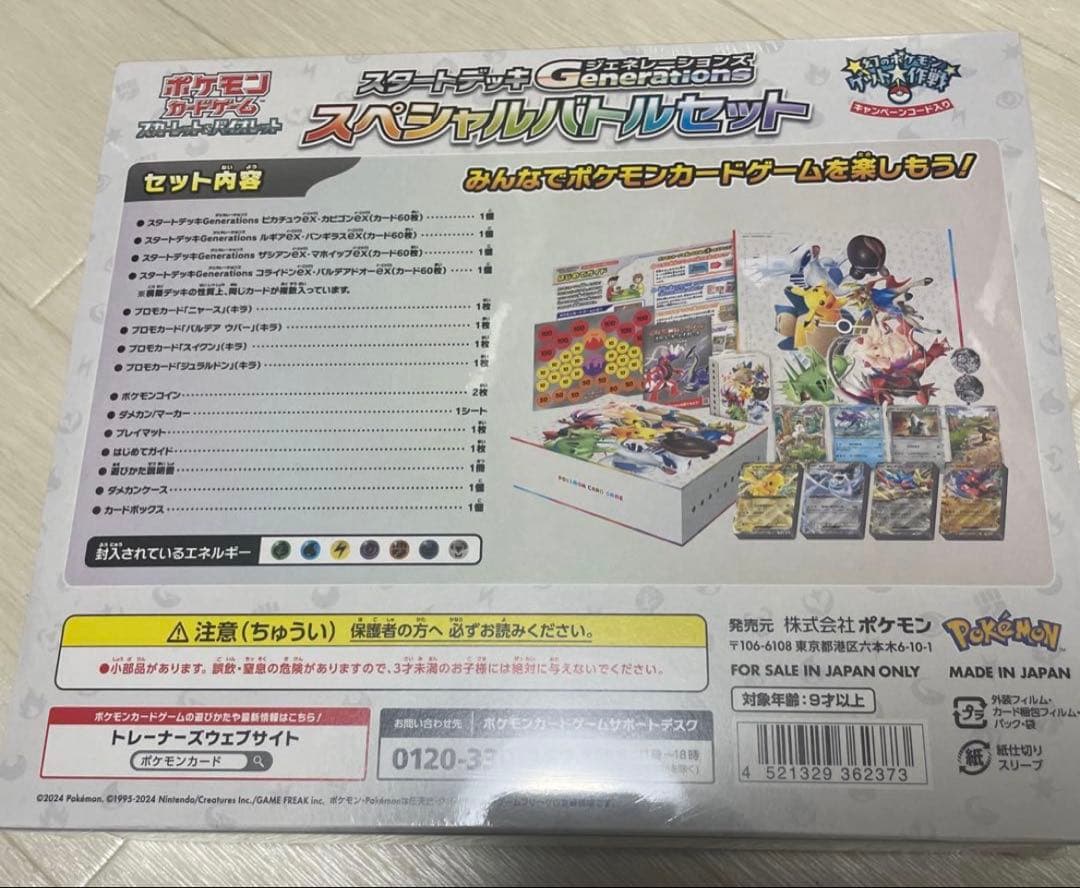 ポケモン
カードゲーム
スカーレット&バイオレット
ジェネレーションズ
スタートデッキ Generations
スペシャルバトルセット
幻のポケモン
ゲット★作戦
キャンペーンコード入り
セット内容
みんなでポケモンカードゲームを楽しもう!
●スタートデッキGenerations ピカチュウex・カビゴンex(カード60枚)…………1個
●スタートデッキGenerations ルギアex・バンギラスex(カード60枚)…………1個
●スタートデッキGenerations ザシアンex・マホイップex(カード60枚)…………1個
●スタートデッキGenerations コライドンex・パルデアドオーex(カード60枚)……1個
※構築デッキの性質上、同じカードが複数入っています。
●プロモカード「ニャース」(キラ)…………1枚
●プロモカード「パルデア ウパー」(キラ)…………1枚
●プロモカード「スイクン」(キラ)…………1枚
●プロモカード「ジュラルドン」(キラ)…………1枚
●ポケモンコイン…………2枚
●ダメカン/マーカー…………1シート
●プレイマット…………1枚
●はじめてガイド…………1枚
●遊びかた説明書…………1冊
●ダメカンケース…………1個
●カードボックス…………1個
はじめてガイド
POKÉMON CARD GAME
封入されているエネルギー
注意(ちゅうい) 保護者の方へ 必ずお読みください。
●小部品があります。誤飲・窒息の危険がありますので、3才未満のお子様には絶対に与えないでください。
発売元 株式会社 ポケモン
〒106-6108 東京都港区六本木6-10-1
FOR SALE IN JAPAN ONLY
対象年齢:9才以上
Pokémon
MADE IN JAPAN
外装フィルム・
カード梱包フィルム・
パック・袋
プラ
紙
紙仕切り
スリーブ
ポケモンカードゲームの遊びかたや最新情報はこちら!
トレーナーズウェブサイト
ポケモンカード
お問い合わせ先 ポケモンカードゲームサポートデスク
0120-33
~18時
4 521329 362373
©2024 Pokémon. ©1995-2024 Nintendo/Creatures Inc./GAME FREAK inc.